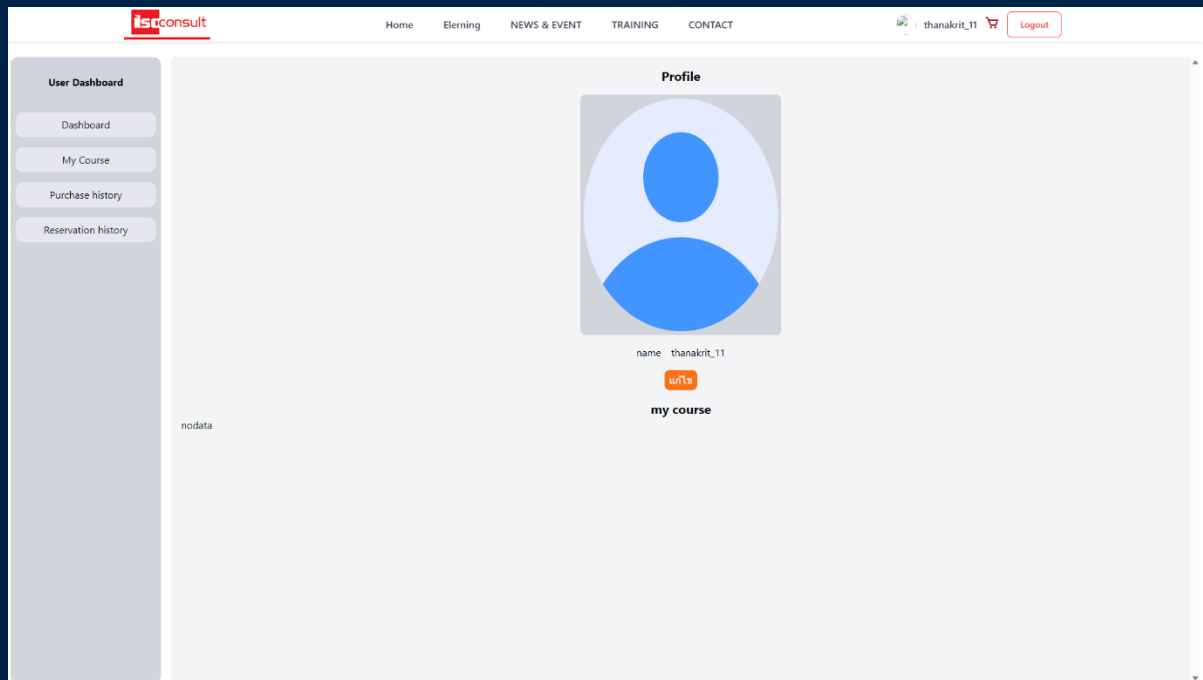 isoconsult
Home Elerning NEWS & EVENT TRAINING CONTACT
thanakrit_11 Logout
User Dashboard
Dashboard
My Course
Purchase history
Reservation history
Profile
name thanakrit_11
แก้ไข
my course
nodata